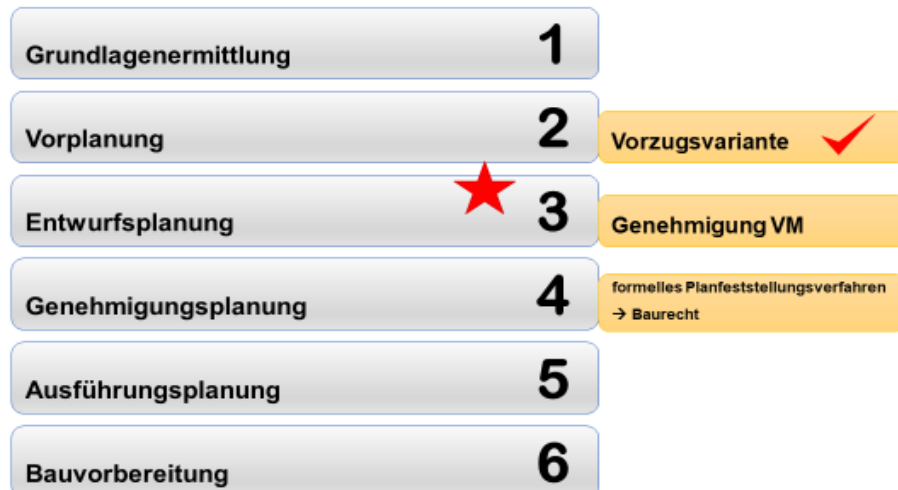 Grundlagenermittlung 1
Vorplanung 2
Vorzugsvariante
Entwurfsplanung 3
Genehmigung VM
Genehmigungsplanung 4
formelles Planfeststellungsverfahren
→ Baurecht
Ausführungsplanung 5
Bauvorbereitung 6